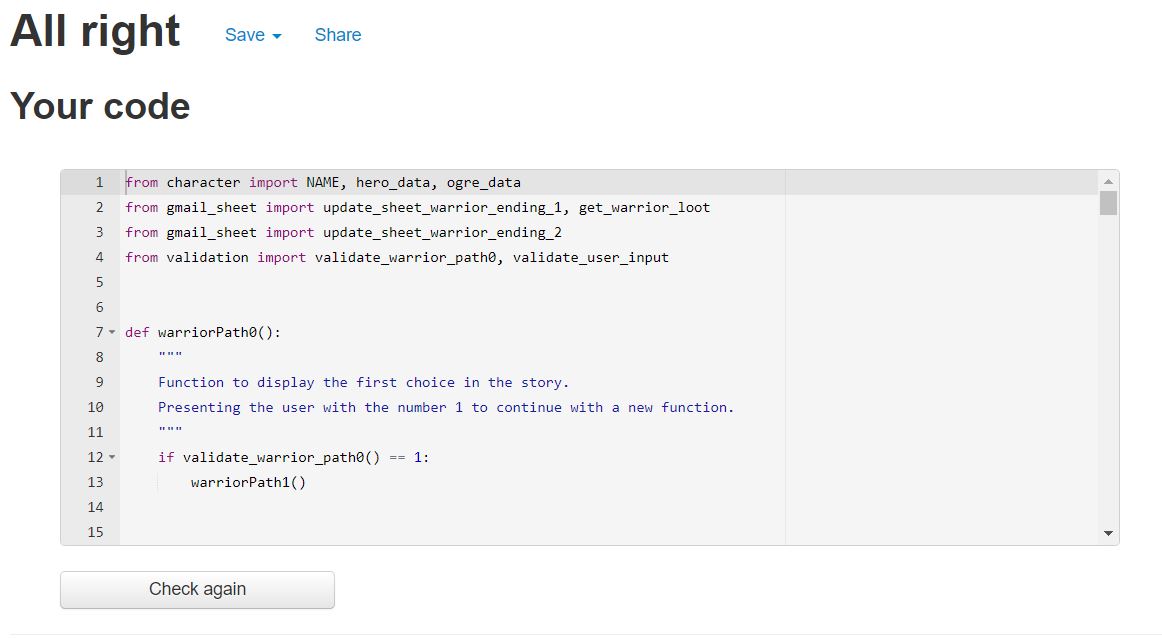 All right Save Share
Your code
1 from character import NAME, hero_data, ogre_data
2 from gmail_sheet import update_sheet_warrior_ending_1, get_warrior_loot
3 from gmail_sheet import update_sheet_warrior_ending_2
4 from validation import validate_warrior_path0, validate_user_input
5
6
7 def warriorPath0():
8     """
9     Function to display the first choice in the story.
10     Presenting the user with the number 1 to continue with a new function.
11     """
12     if validate_warrior_path0() == 1:
13         warriorPath1()
14
15
Check again